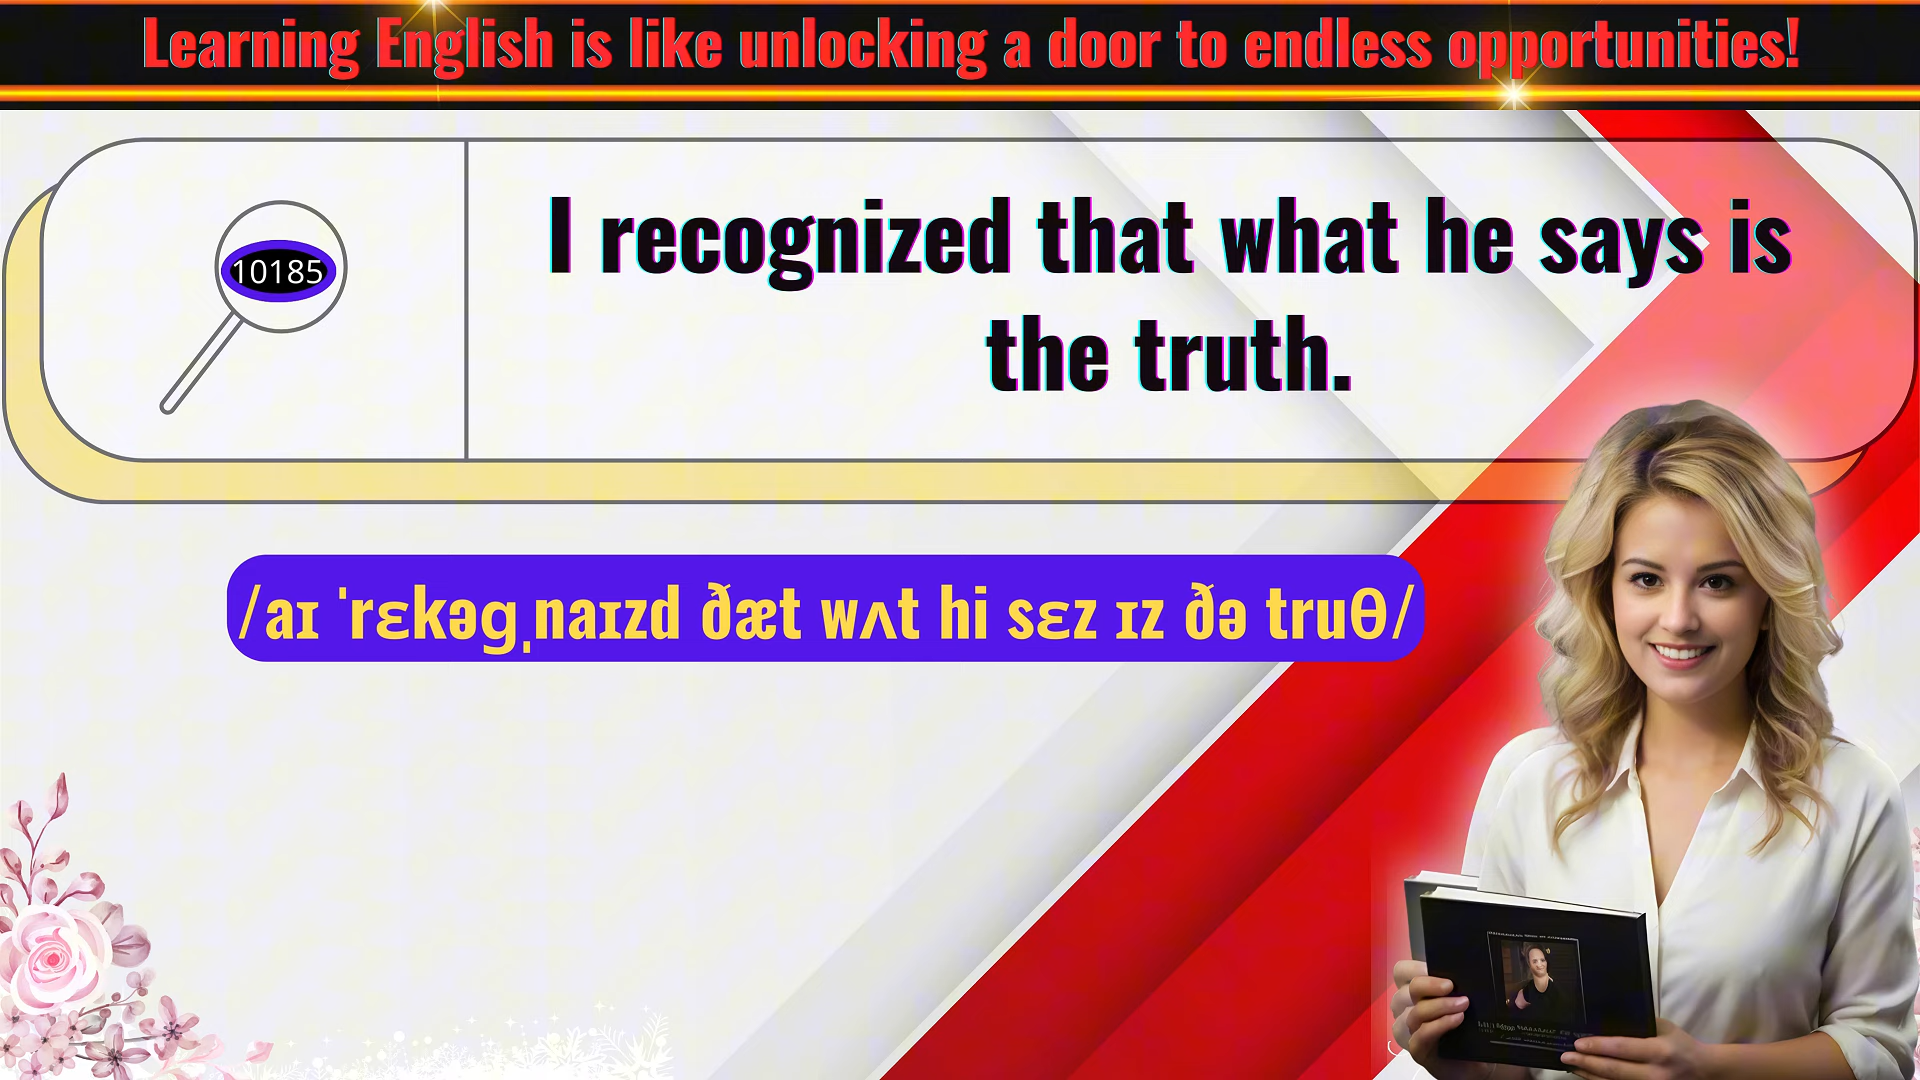 Learning English is like unlocking a door to endless opportunities!
10185
I recognized that what he says is
the truth.
/aɪ ˈrɛkəɡˌnaɪzd ðæt wʌt hi sɛz ɪz ðə truθ/